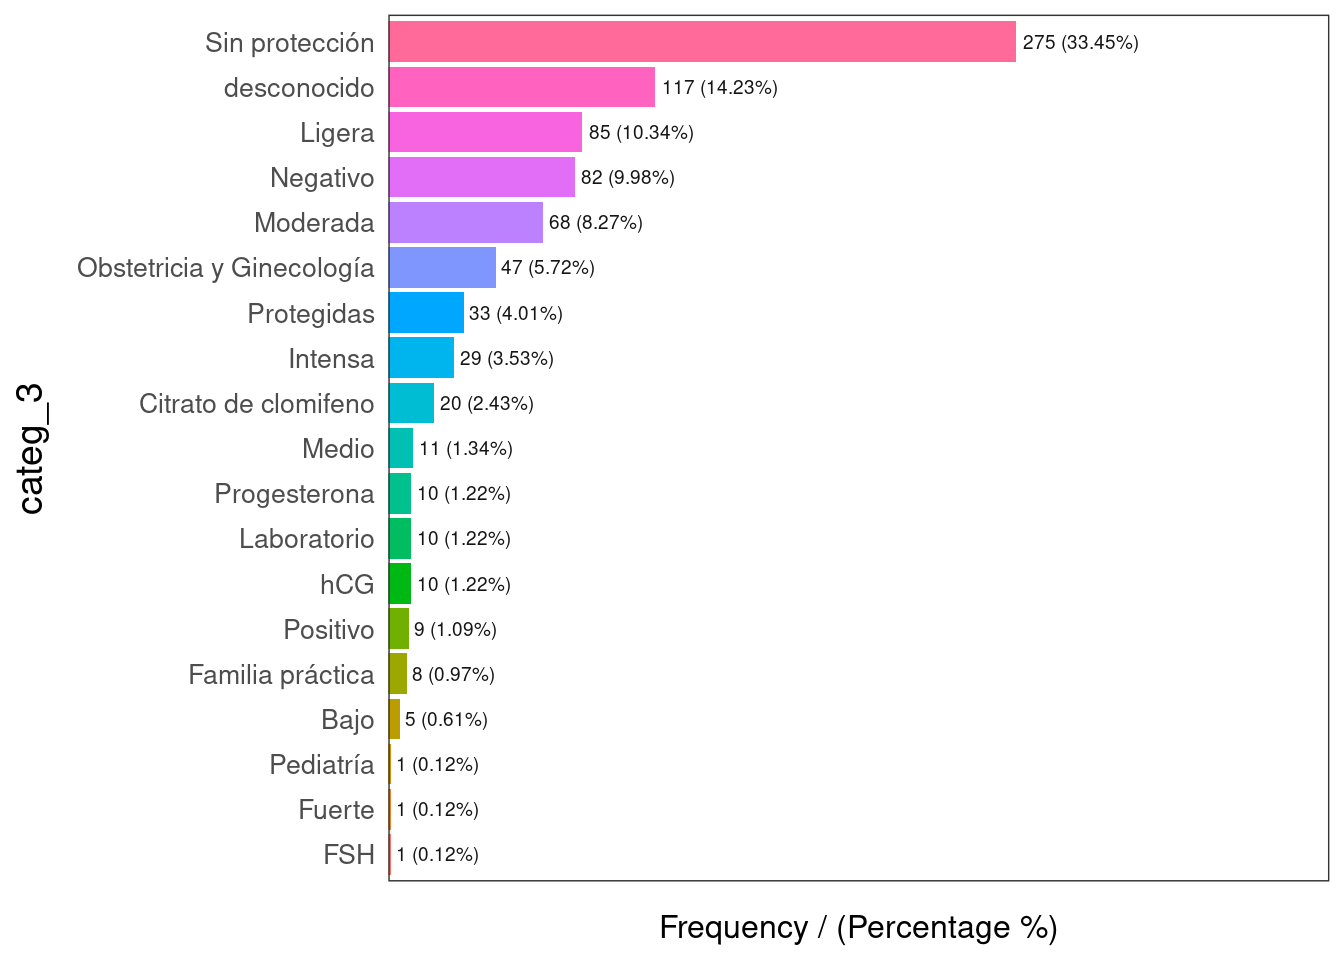 Sin protección 275 (33.45%)
desconocido 117 (14.23%)
Ligera 85 (10.34%)
Negativo 82 (9.98%)
Moderada 68 (8.27%)
Obstetricia y Ginecología 47 (5.72%)
Protegidas 33 (4.01%)
Intensa 29 (3.53%)
Citrato de clomifeno 20 (2.43%)
Medio 11 (1.34%)
Progesterona 10 (1.22%)
Laboratorio 10 (1.22%)
hCG 10 (1.22%)
Positivo 9 (1.09%)
Familia práctica 8 (0.97%)
Bajo 5 (0.61%)
Pediatría 1 (0.12%)
Fuerte 1 (0.12%)
FSH 1 (0.12%)
categ_3
Frequency / (Percentage %)